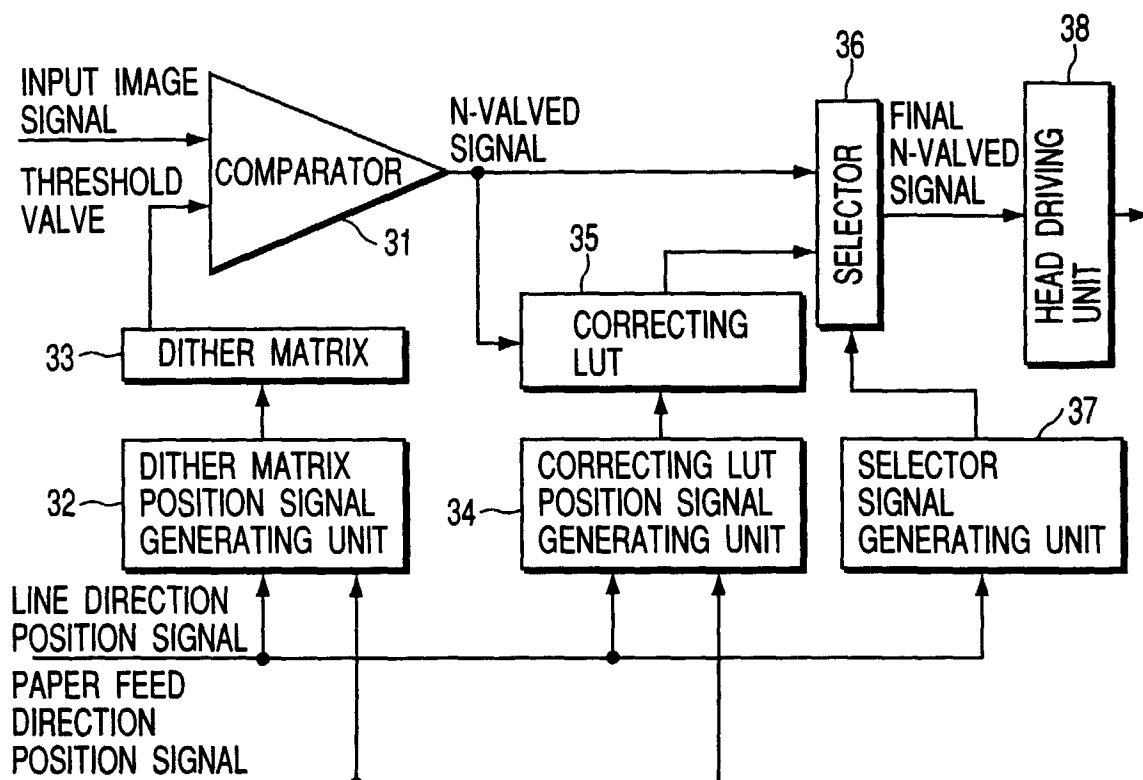 INPUT IMAGE
SIGNAL
THRESHOLD
VALVE
COMPARATOR
31
N-VALVED
SIGNAL
36
SELECTOR
FINAL
N-VALVED
SIGNAL
38
HEAD DRIVING
UNIT
33
DITHER MATRIX
35
CORRECTING
LUT
32
DITHER MATRIX
POSITION SIGNAL
GENERATING UNIT
34
CORRECTING LUT
POSITION SIGNAL
GENERATING UNIT
37
SELECTOR
SIGNAL
GENERATING UNIT
LINE DIRECTION
POSITION SIGNAL
PAPER FEED
DIRECTION
POSITION SIGNAL